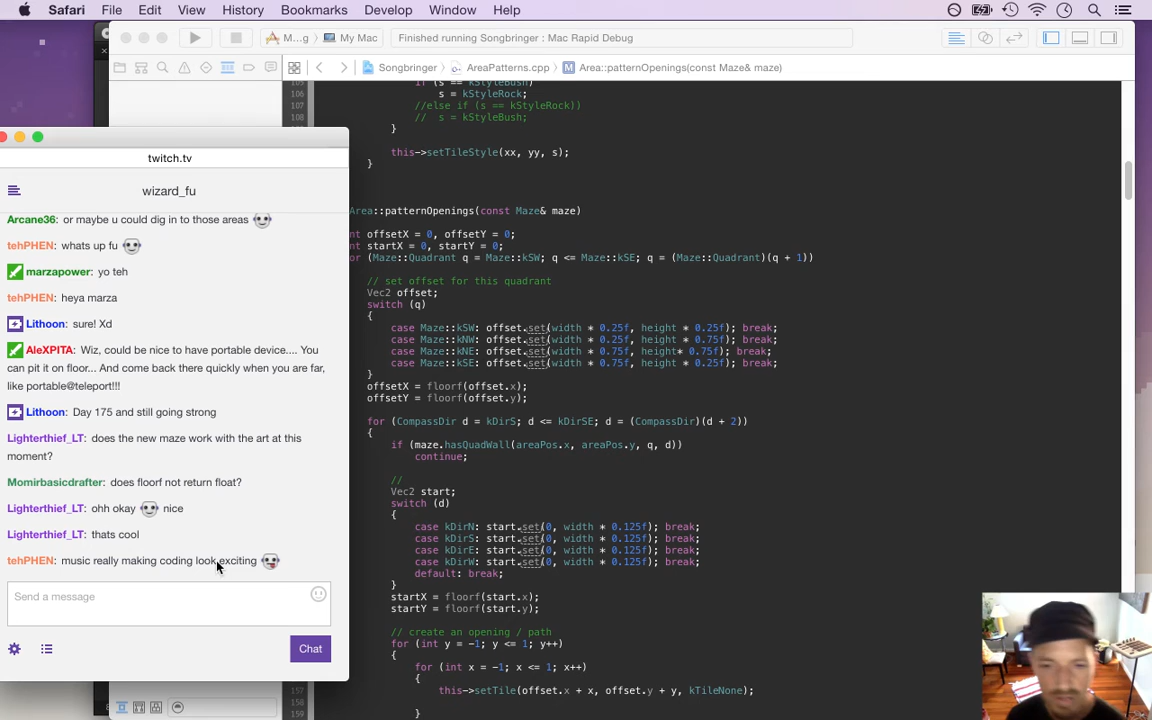 Safari File Edit View History Bookmarks Develop Window Help
M...g My Mac Finished running Songbringer : Mac Rapid Debug
Songbringer AreaPatterns.cpp M Area::patternOpenings(const Maze& maze)
twitch.tv
wizard_fu
Arcane36: or maybe u could dig in to those areas
tehPHEN: whats up fu
marzapower: yo teh
tehPHEN: heya marza
Lithoon: sure! Xd
AleXPITA: Wiz, could be nice to have portable device.... You
can pit it on floor... And come back there quickly when you are far,
like portable@teleport!!!
Lithoon: Day 175 and still going strong
Lighterthief_LT: does the new maze work with the art at this
moment?
Momirbasicdrafter: does floorf not return float?
Lighterthief_LT: ohh okay nice
Lighterthief_LT: thats cool
tehPHEN: music really making coding look exciting
Send a message
Chat
105 if (s == kStyleBush)
106 s = kStyleRock;
107 //else if (s == kStyleRock))
108 // s = kStyleBush;
}
this->setTileStyle(xx, yy, s);
}
Area::patternOpenings(const Maze& maze)
nt offsetX = 0, offsetY = 0;
nt startX = 0, startY = 0;
or (Maze::Quadrant q = Maze::kSW; q <= Maze::kSE; q = (Maze::Quadrant)(q + 1))
// set offset for this quadrant
Vec2 offset;
switch (q)
{
case Maze::kSW: offset.set(width * 0.25f, height * 0.25f); break;
case Maze::kNW: offset.set(width * 0.25f, height * 0.75f); break;
case Maze::kNE: offset.set(width * 0.75f, height* 0.75f); break;
case Maze::kSE: offset.set(width * 0.75f, height * 0.25f); break;
}
offsetX = floorf(offset.x);
offsetY = floorf(offset.y);
for (CompassDir d = kDirS; d <= kDirSE; d = (CompassDir)(d + 2))
{
if (maze.hasQuadWall(areaPos.x, areaPos.y, q, d))
continue;
//
Vec2 start;
switch (d)
{
case kDirN: start.set(0, width * 0.125f); break;
case kDirS: start.set(0, width * 0.125f); break;
case kDirE: start.set(0, width * 0.125f); break;
case kDirW: start.set(0, width * 0.125f); break;
default: break;
}
startX = floorf(start.x);
startY = floorf(start.y);
// create an opening / path
for (int y = -1; y <= 1; y++)
{
for (int x = -1; x <= 1; x++)
{
157 this->setTile(offset.x + x, offset.y + y, kTileNone);
158
159 }